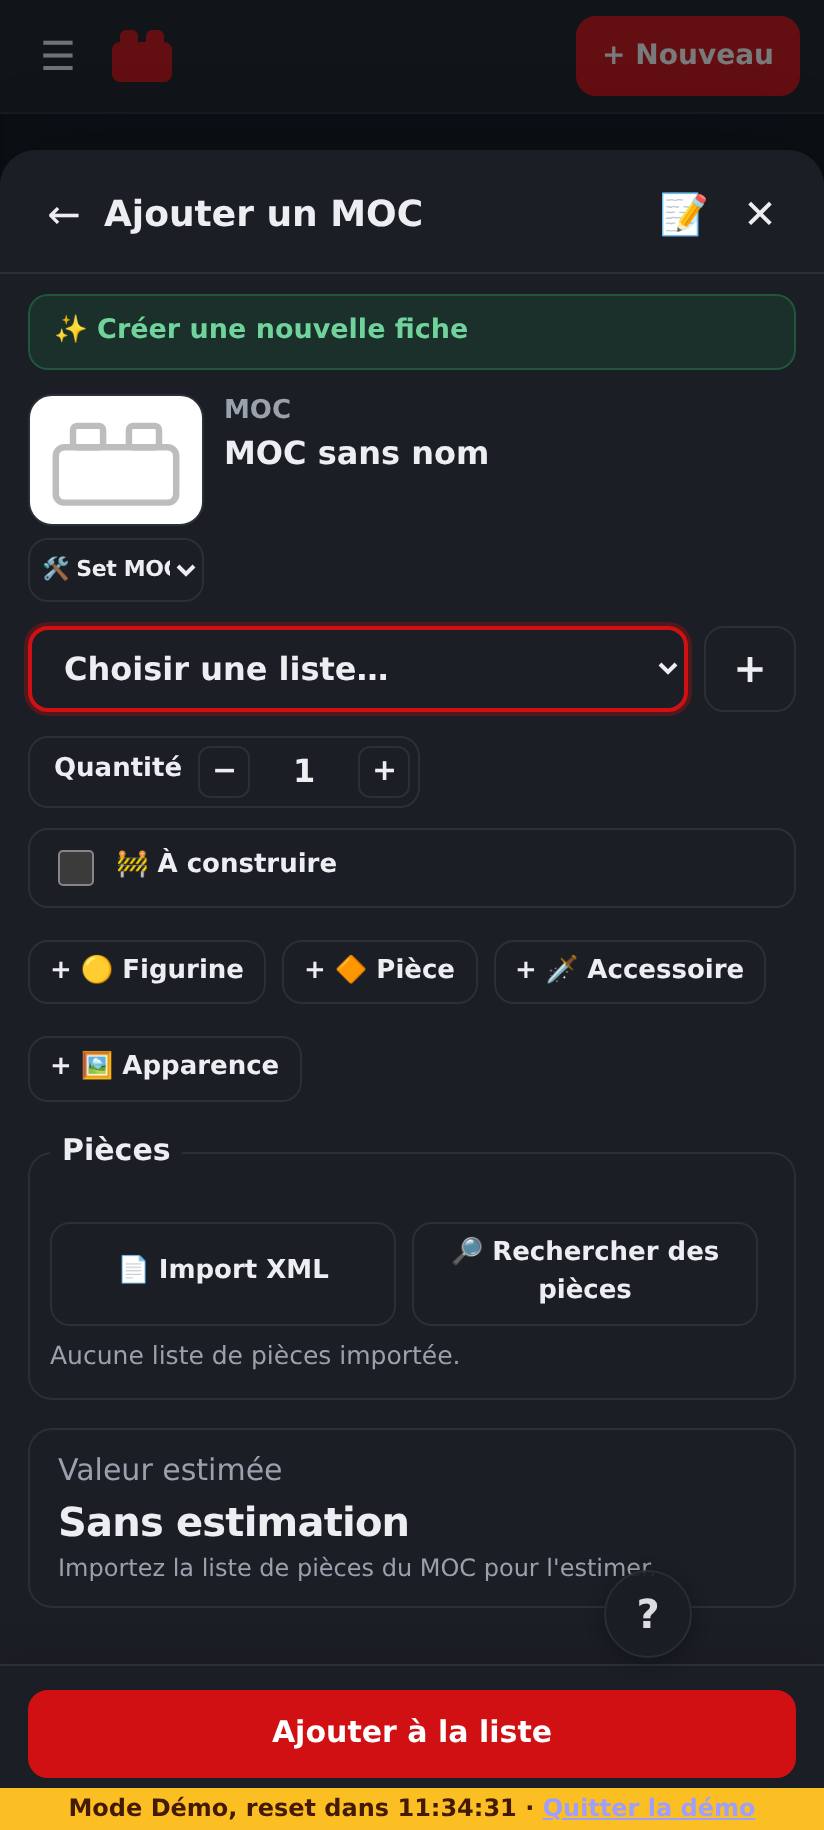 ☰ + Nouveau
← Ajouter un MOC 📝 ✕
✨ Créer une nouvelle fiche
MOC
MOC sans nom
🛠️ Set MOC
Choisir une liste... +
Quantité − 1 +
🚧 À construire
+ 🟡 Figurine + 🔶 Pièce + 🗡️ Accessoire
+ 🖼️ Apparence
Pièces
📄 Import XML
🔎 Rechercher des
pièces
Aucune liste de pièces importée.
Valeur estimée
Sans estimation
Importez la liste de pièces du MOC pour l'estimer
?
Ajouter à la liste
Mode Démo, reset dans 11:34:31 · Quitter la démo